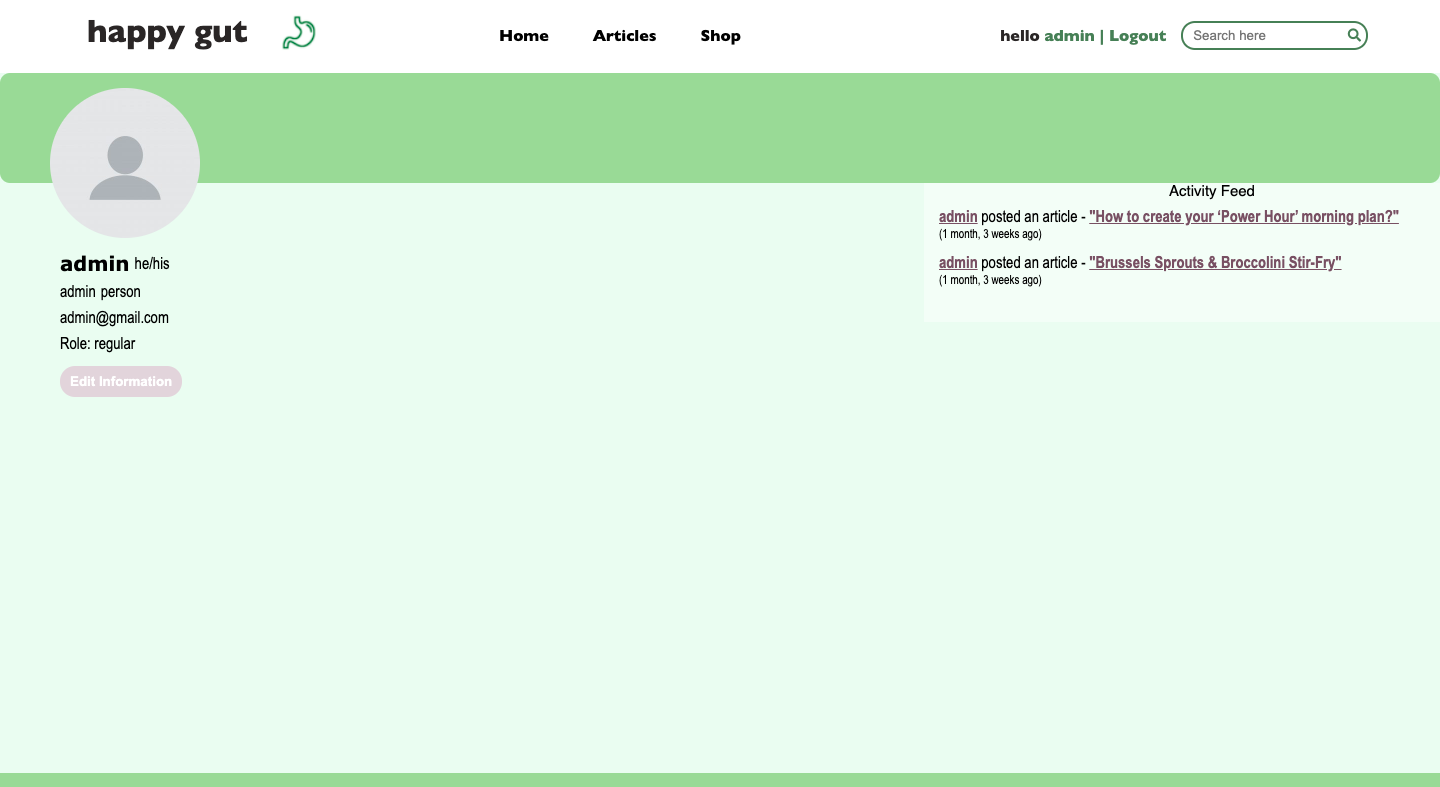 happy gut
Home Articles Shop
hello admin | Logout
Search here
admin he/his
admin person
admin@gmail.com
Role: regular
Edit Information
Activity Feed
admin posted an article - "How to create your ‘Power Hour’ morning plan?"
(1 month, 3 weeks ago)
admin posted an article - "Brussels Sprouts & Broccolini Stir-Fry"
(1 month, 3 weeks ago)